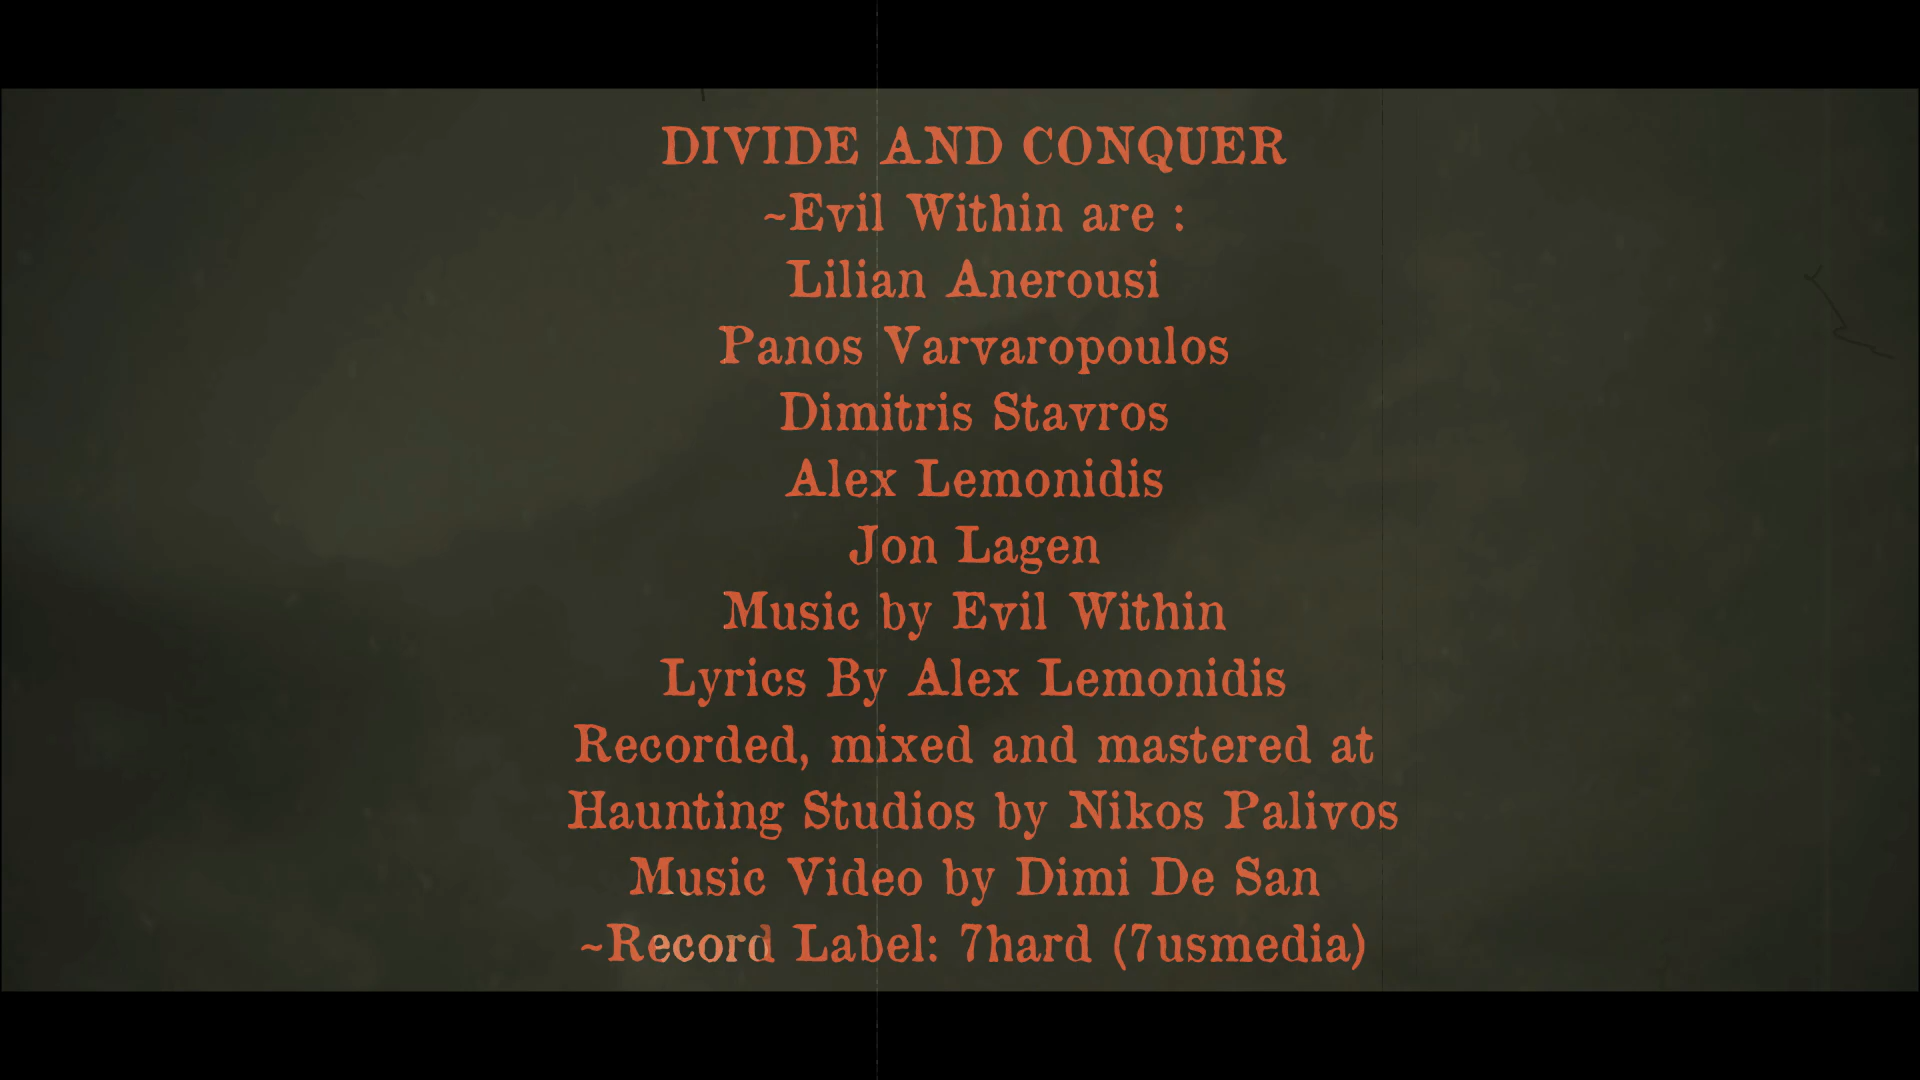 DIVIDE AND CONQUER
~Evil Within are :
Lilian Anerousi
Panos Varvaropoulos
Dimitris Stavros
Alex Lemonidis
Jon Lagen
Music by Evil Within
Lyrics By Alex Lemonidis
Recorded, mixed and mastered at
Haunting Studios by Nikos Palivos
Music Video by Dimi De San
~Record Label: 7hard (7usmedia)